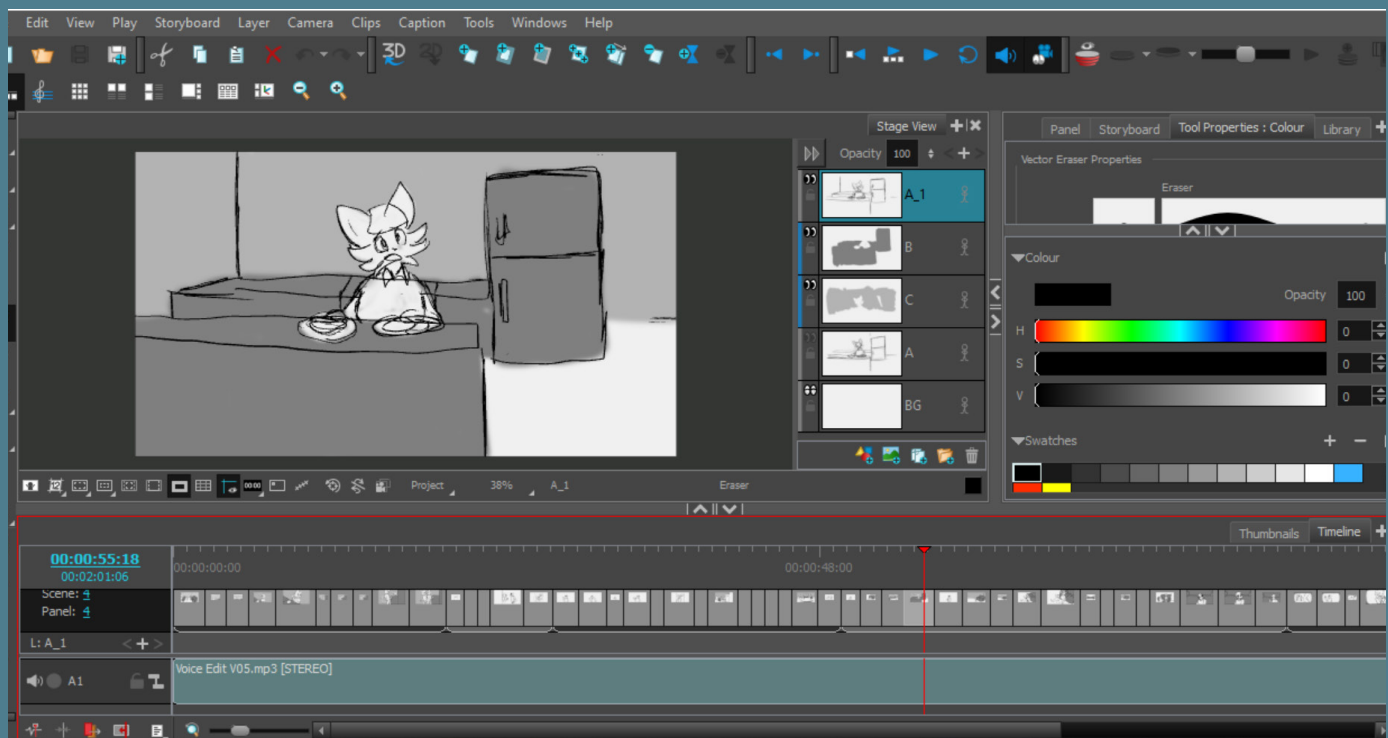 Edit View Play Storyboard Layer Camera Clips Caption Tools Windows Help
3D 2D
Stage View
Opacity 100
A_1
B
C
A
BG
Project 38% A_1 Eraser
Panel Storyboard Tool Properties : Colour Library
Vector Eraser Properties
Eraser
Colour
Opacity 100
H 0
S 0
V 0
Swatches
Thumbnails Timeline
00:00:55:18
00:02:01:06
00:00:00:00
00:00:48:00
Scene: 4
Panel: 4
L: A_1
A1
Voice Edit V05.mp3 [STEREO]